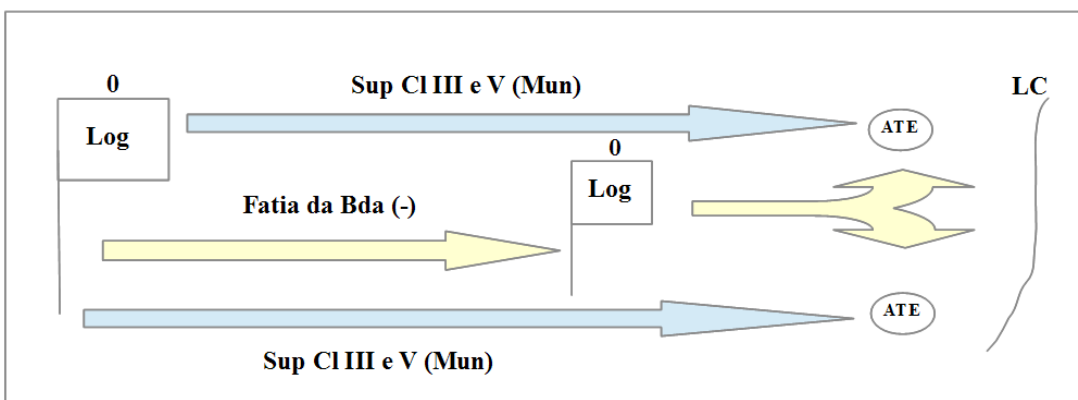 0
Log
Sup Cl III e V (Mun)
ATE
LC
0
Log
Fatia da Bda (-)
ATE
Sup Cl III e V (Mun)